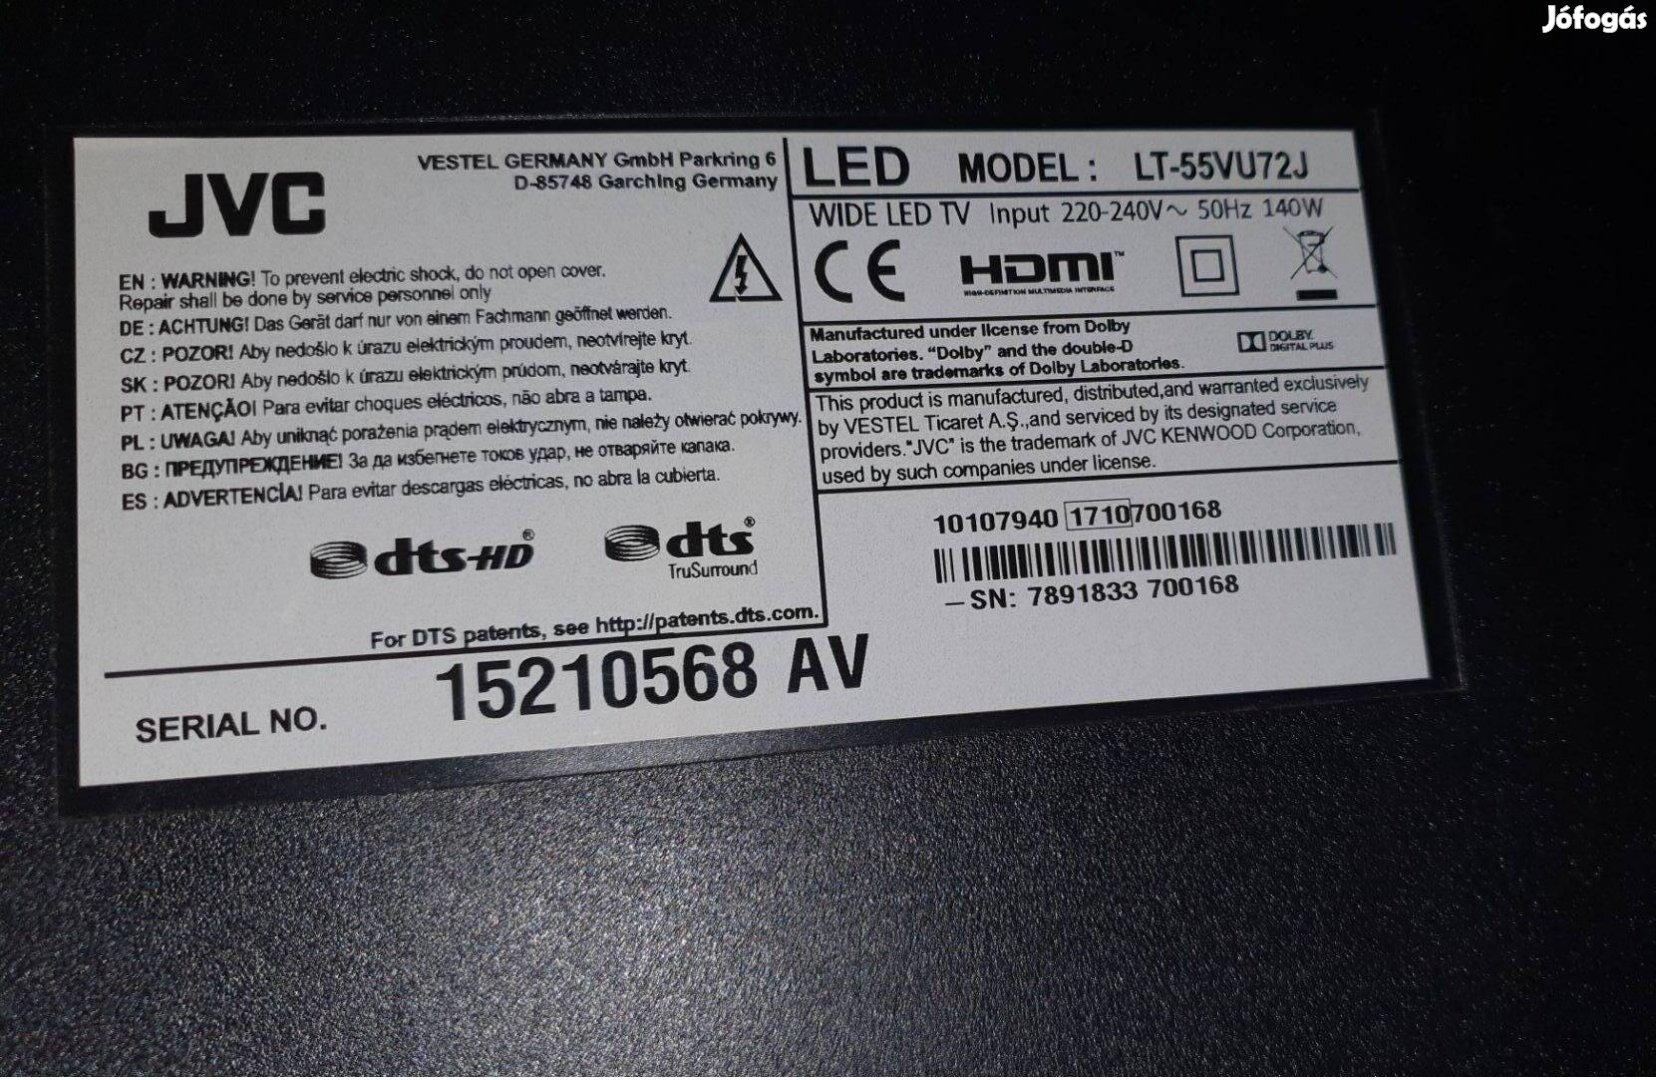 Jófogás
JVC
VESTEL GERMANY GmbH Parkring 6
D-85748 Garching Germany
EN : WARNING! To prevent electric shock, do not open cover.
Repair shall be done by service personnel only
DE : ACHTUNG! Das Gerät darf nur von einem Fachmann geöffnet werden.
CZ : POZOR! Aby nedošlo k úrazu elektrickým proudem, neotvírejte kryt.
SK : POZOR! Aby nedošlo k úrazu elektrickým prúdom, neotvárajte kryt.
PT : ATENÇÃO! Para evitar choques eléctricos, não abra a tampa.
PL : UWAGA! Aby uniknąć porażenia prądem elektrycznym, nie należy otwierać pokrywy.
BG : ПРЕДУПРЕЖДЕНИЕ! За да избегнете токов удар, не отваряйте капака.
ES : ADVERTENCİA! Para evitar descargas eléctricas, no abra la cubierta.
dts-HD®
dts®
TruSurround
For DTS patents, see http://patents.dts.com.
SERIAL NO. 15210568 AV
LED MODEL : LT-55VU72J
WIDE LED TV Input 220-240V~ 50Hz 140W
CE HDMI™
HIGH-DEFINITION MULTIMEDIA INTERFACE
Manufactured under license from Dolby
Laboratories. “Dolby” and the double-D
symbol are trademarks of Dolby Laboratories.
DOLBY
DIGITAL PLUS
This product is manufactured, distributed,and warranted exclusively
by VESTEL Ticaret A.Ş.,and serviced by its designated service
providers."JVC" is the trademark of JVC KENWOOD Corporation,
used by such companies under license.
10107940 1710700168
–SN: 7891833 700168